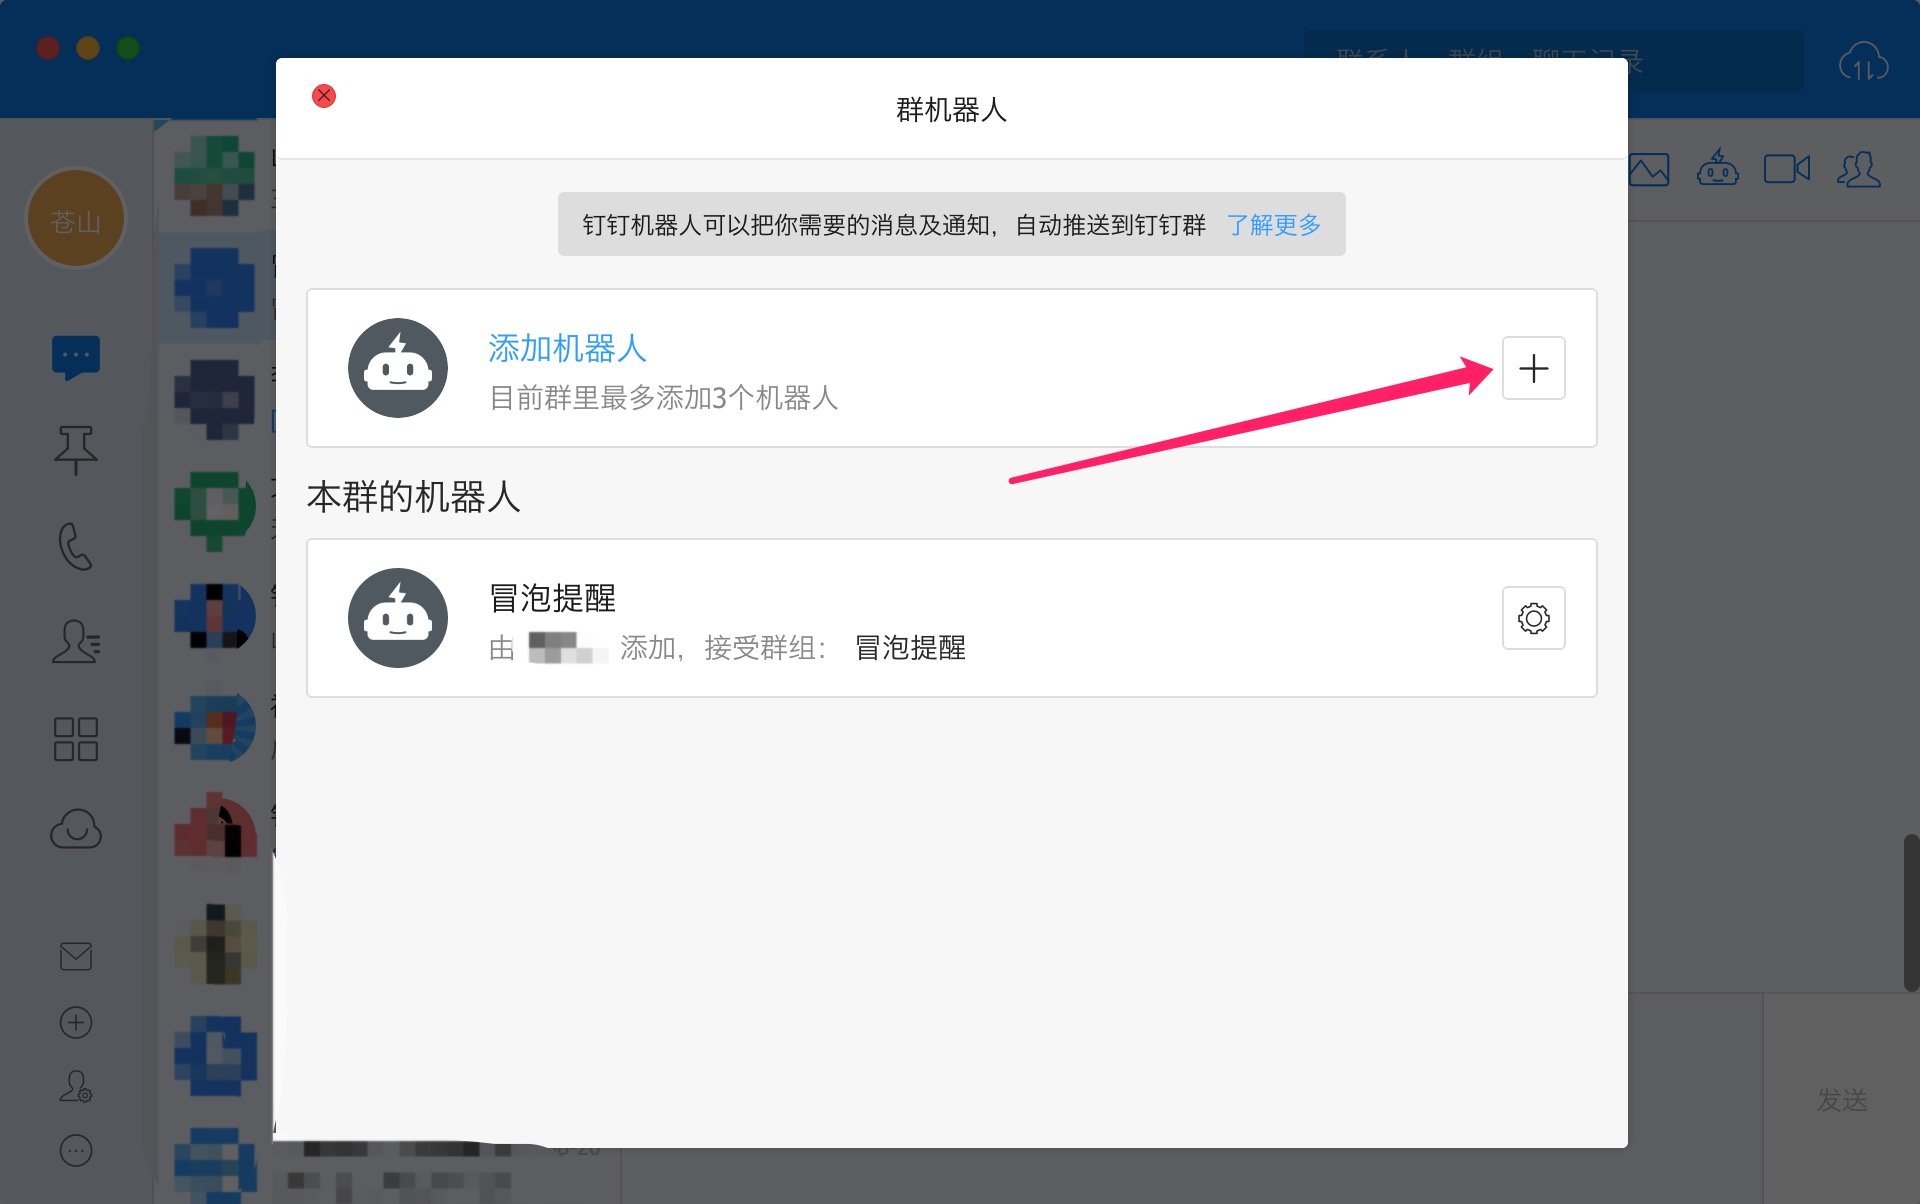 群机器人
苍山
钉钉机器人可以把你需要的消息及通知，自动推送到钉钉群 了解更多
添加机器人
目前群里最多添加3个机器人
本群的机器人
冒泡提醒
由 添加，接受群组： 冒泡提醒
发送